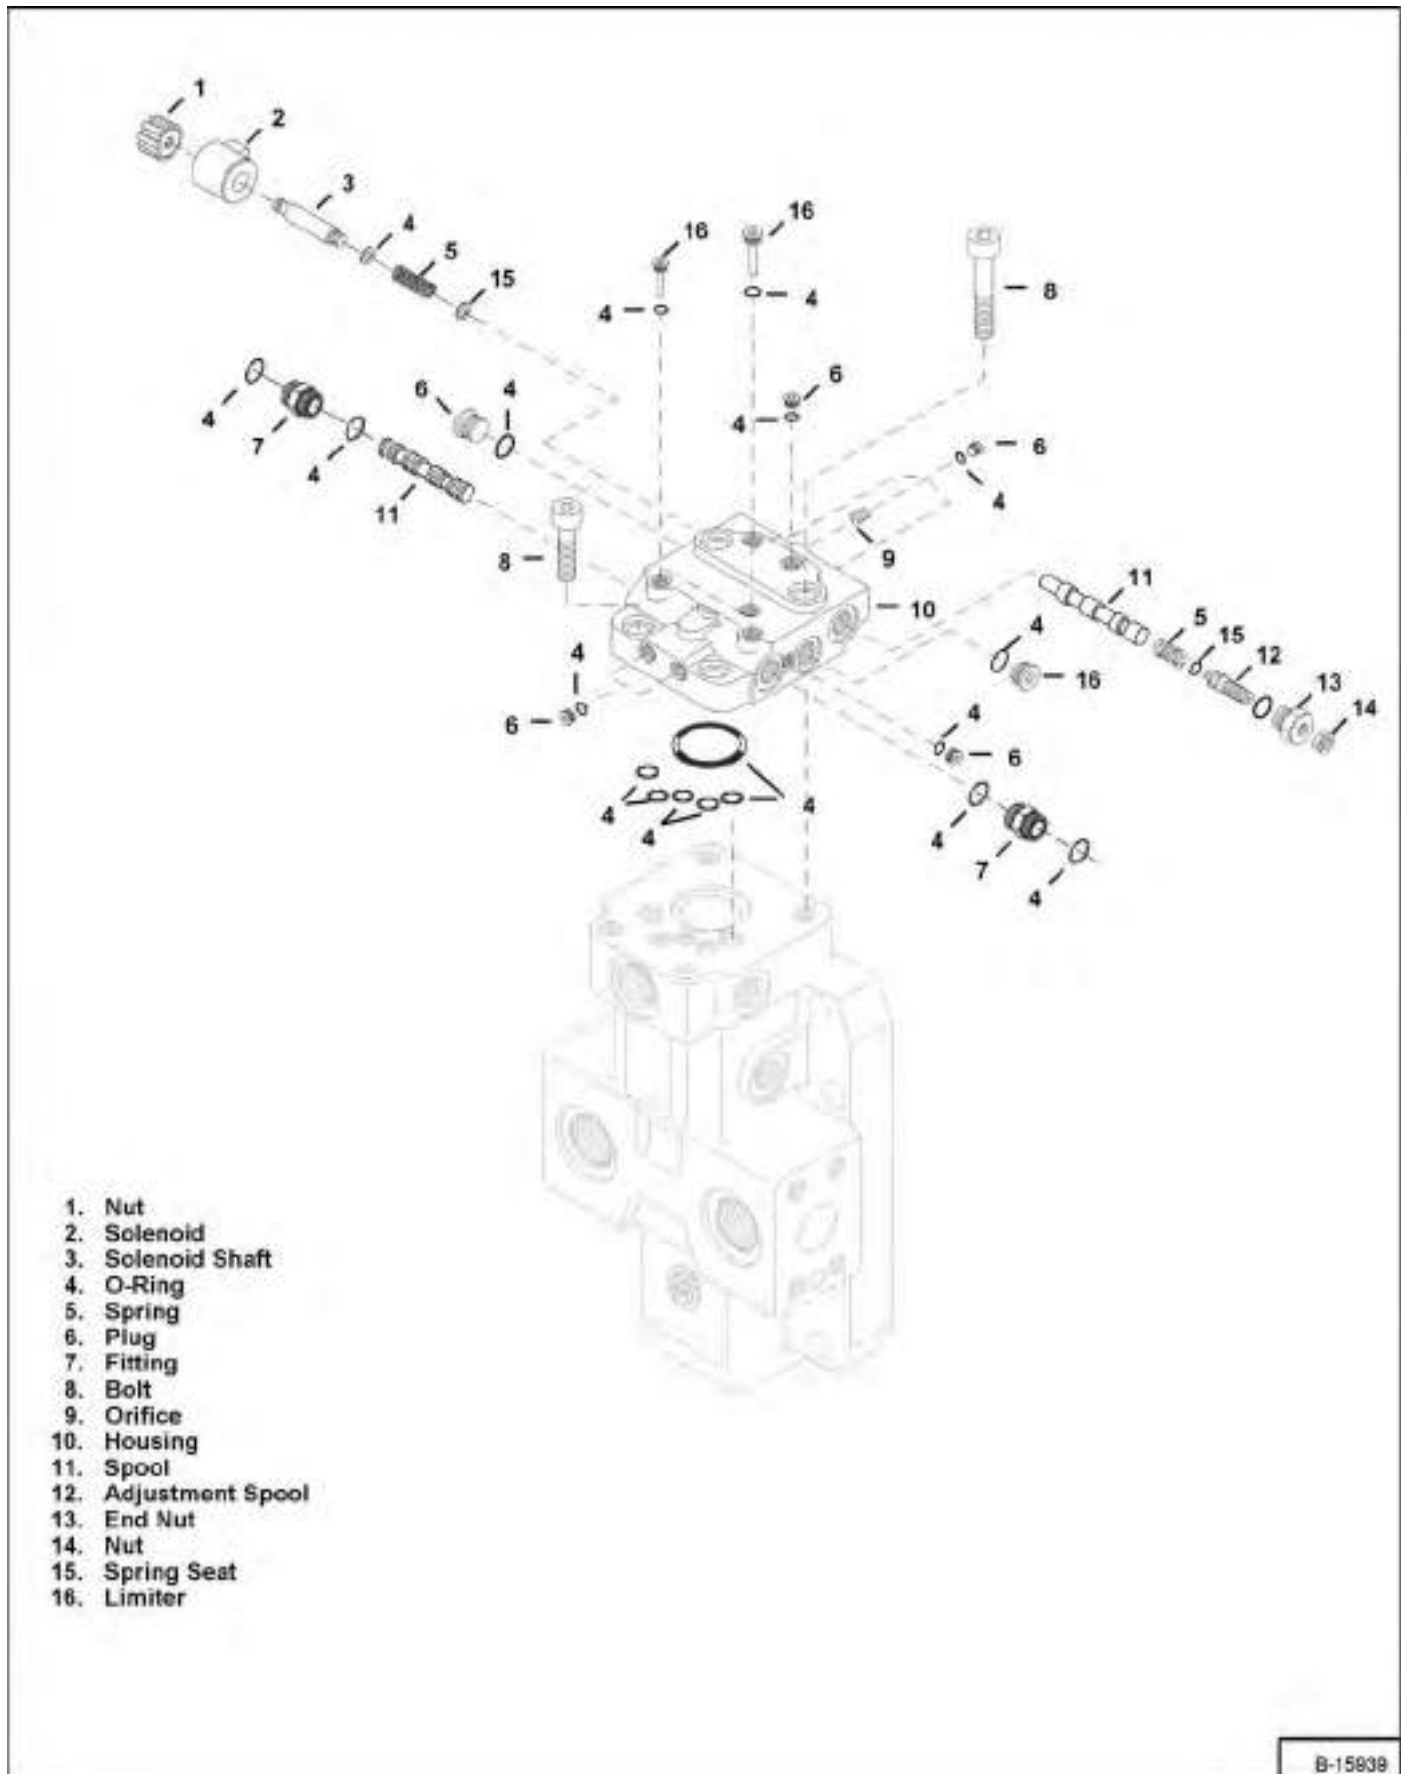 1
2
3
4
5
15
16
16
8
4
4
4
7
4
11
6
4
6
4
6
4
9
8
10
11
5
15
12
13
14
4
16
4
6
4
6
4
4
4
4
7
4
1. Nut
2. Solenoid
3. Solenoid Shaft
4. O-Ring
5. Spring
6. Plug
7. Fitting
8. Bolt
9. Orifice
10. Housing
11. Spool
12. Adjustment Spool
13. End Nut
14. Nut
15. Spring Seat
16. Limiter
B-15939